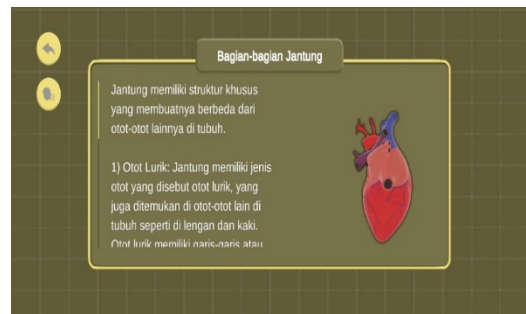 Bagian-bagian Jantung
Jantung memiliki struktur khusus
yang membuatnya berbeda dari
otot-otot lainnya di tubuh.
1) Otot Lurik: Jantung memiliki jenis
otot yang disebut otot lurik, yang
juga ditemukan di otot-otot lain di
tubuh seperti di lengan dan kaki.
Otot lurik memiliki garis-garis atau